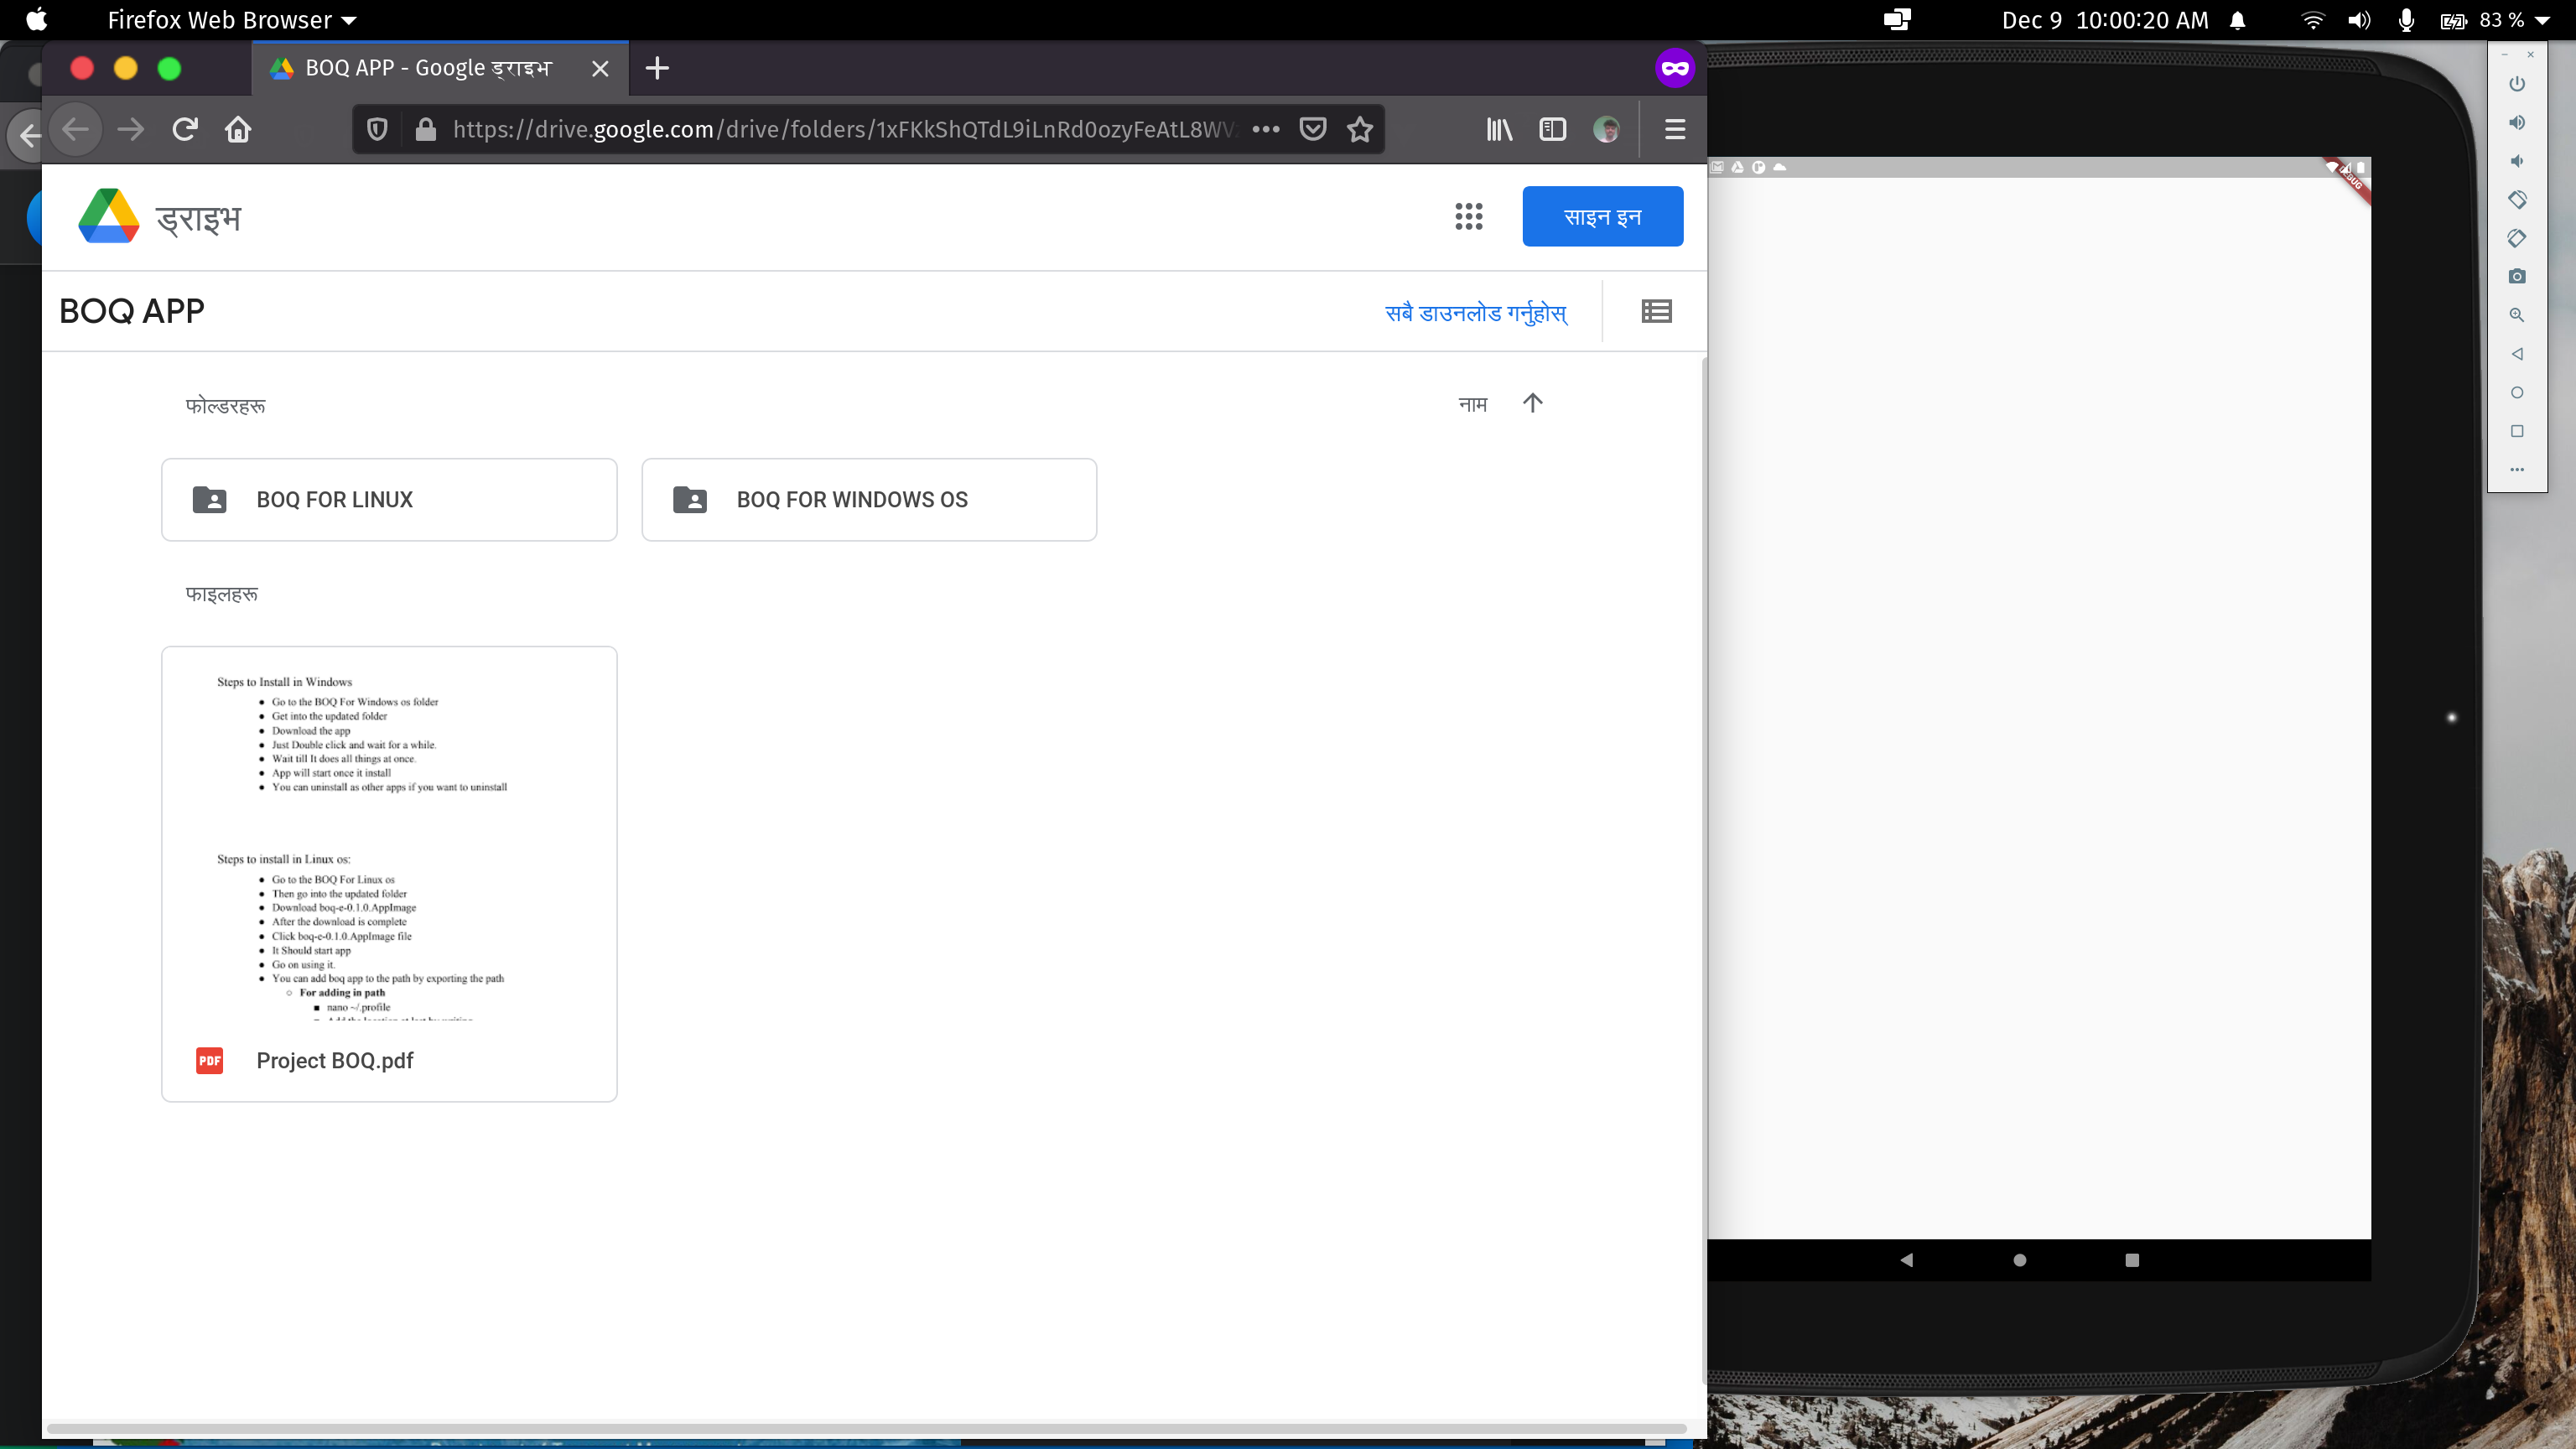 Firefox Web Browser
Dec 9 10:00:20 AM
83 %
BOQ APP - Google ड्राइभ
https://drive.google.com/drive/folders/1xFKkShQTdL9iLnRd0ozyFeAtL8WV
ड्राइभ
साइन इन
BOQ APP
सबै डाउनलोड गर्नुहोस्
फोल्डरहरू
नाम
BOQ FOR LINUX
BOQ FOR WINDOWS OS
फाइलहरू
Steps to Install in Windows
● Go to the BOQ For Windows os folder
● Get into the updated folder
● Download the app
● Just Double click and wait for a while.
● Wait till It does all things at once.
● App will start once it install
● You can uninstall as other apps if you want to uninstall
Steps to install in Linux os:
● Go to the BOQ For Linux os
● Then go into the updated folder
● Download boq-e-0.1.0.AppImage
● After the download is complete
● Click boq-e-0.1.0.AppImage file
● It Should start app
● Go on using it.
● You can add boq app to the path by exporting the path
○ For adding in path
■ nano ~/.profile
PDF
Project BOQ.pdf
DEBUG